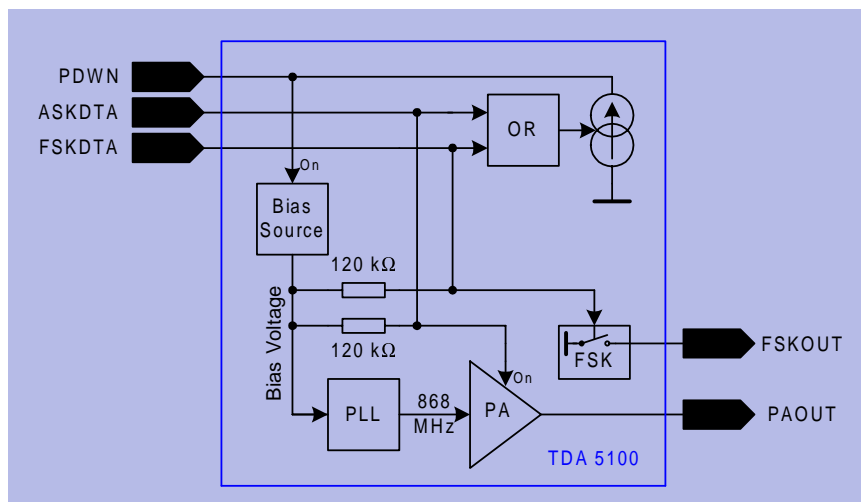 PDWN
ASKDTA
FSKDTA
OR
On
Bias
Source
120 kΩ
Bias Voltage
120 kΩ
FSK
FSKOUT
On
PLL
868
MHz
PA
PAOUT
TDA 5100